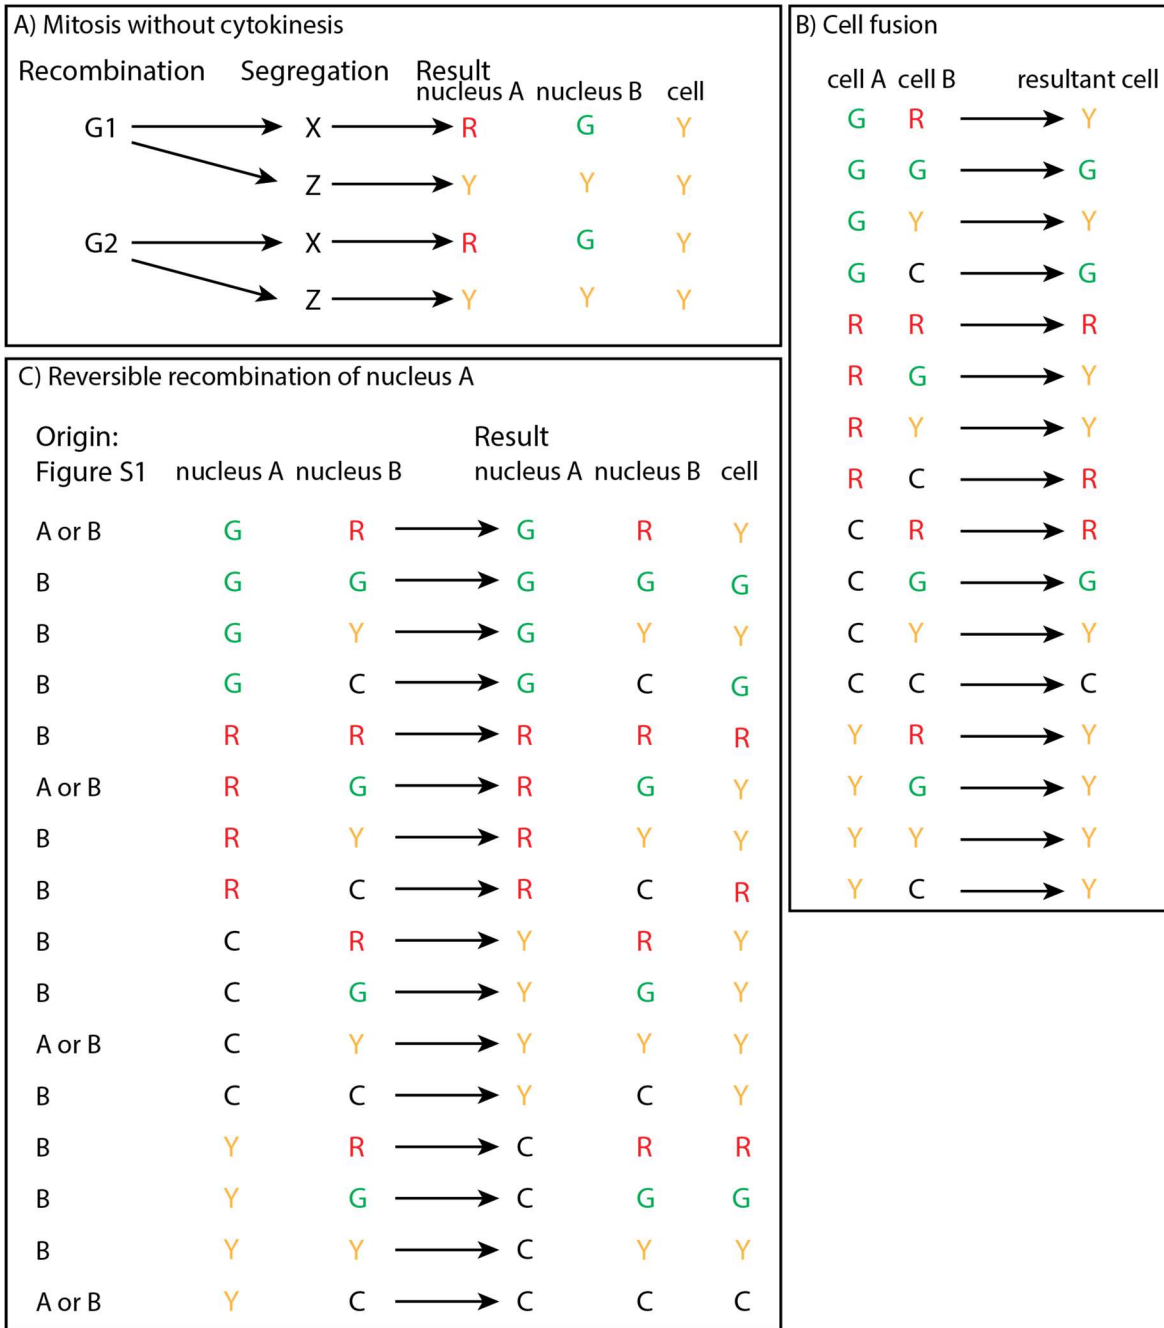 A) Mitosis without cytokinesis
Recombination Segregation Result
nucleus A nucleus B cell
G1 X R G Y
Z Y Y Y
G2 X R G Y
Z Y Y Y
B) Cell fusion
cell A cell B resultant cell
G R Y
G G G
G Y Y
G C G
R R R
R G Y
R Y Y
R C R
C R R
C G G
C Y Y
C C C
Y R Y
Y G Y
Y Y Y
Y C Y
C) Reversible recombination of nucleus A
Origin: Result
Figure S1 nucleus A nucleus B nucleus A nucleus B cell
A or B G R G R Y
B G G G G G
B G Y G Y Y
B G C G C G
B R R R R R
A or B R G R G Y
B R Y R Y Y
B R C R C R
B C R Y R Y
B C G Y G Y
A or B C Y Y Y Y
B C C Y C Y
B Y R C R R
B Y G C G G
B Y Y C Y Y
A or B Y C C C C